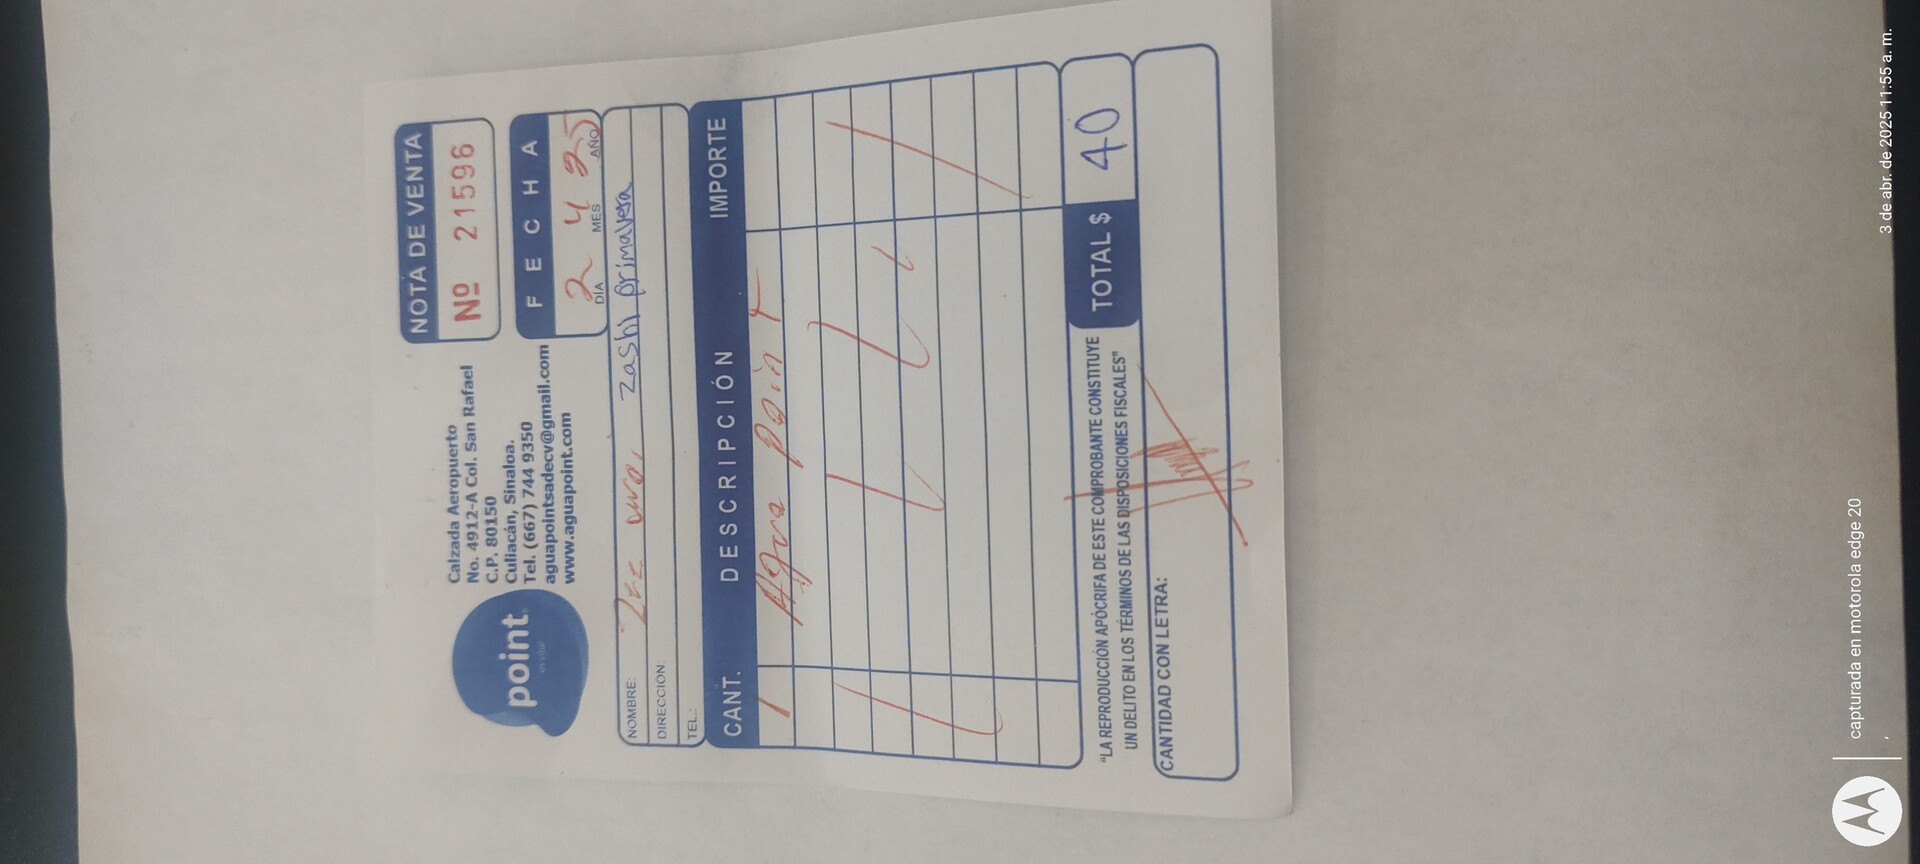 point
es vital
Calzada Aeropuerto
No. 4912-A Col. San Rafael
C.P. 80150
Culiacán, Sinaloa.
Tel. (667) 744 9350
aguapointsadecv@gmail.com
www.aguapoint.com
NOTA DE VENTA
Nº 21596
FECHA
2 4 25
DÍA MES AÑO
NOMBRE: zashi primavera
DIRECCIÓN:
TEL.:
CANT. DESCRIPCIÓN IMPORTE
1 Agua Point
"LA REPRODUCCIÓN APÓCRIFA DE ESTE COMPROBANTE CONSTITUYE
UN DELITO EN LOS TÉRMINOS DE LAS DISPOSICIONES FISCALES"
TOTAL $ 40
CANTIDAD CON LETRA:
capturada en motorola edge 20
,
3 de abr. de 2025 11:55 a. m.